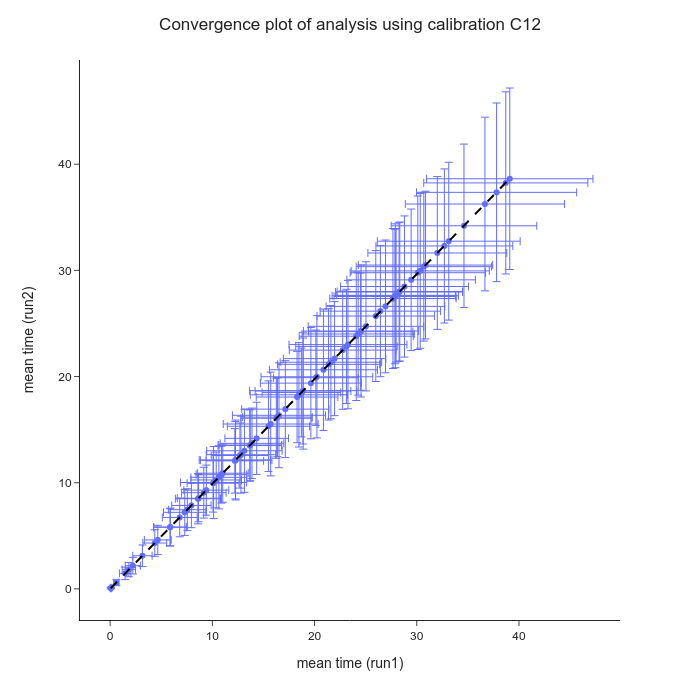 Convergence plot of analysis using calibration C12
mean time (run2)
40
30
20
10
0
0 10 20 30 40
mean time (run1)